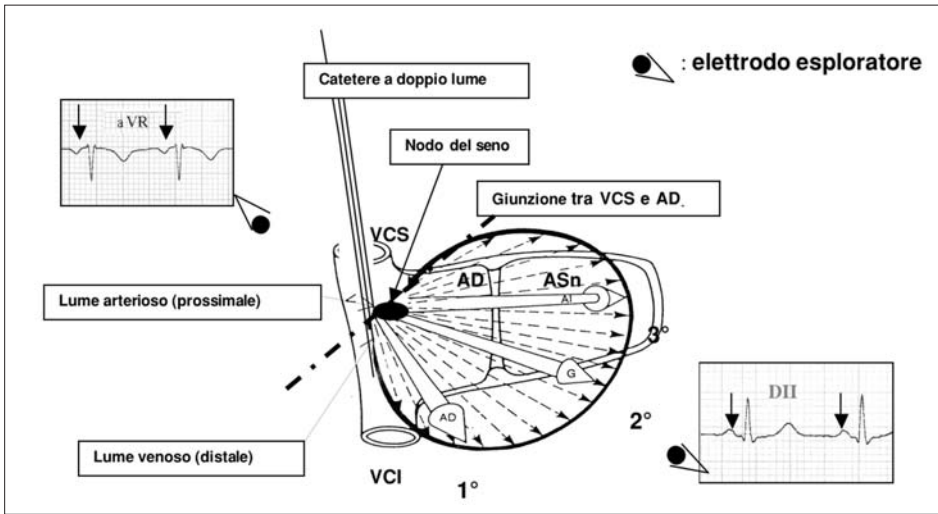 : elettrodo esploratore
Catetere a doppio lume
a VR
Nodo del seno
Giunzione tra VCS e AD.
VCS
AD
ASn
Lume arterioso (prossimale)
3°
G
DII
AD
2°
Lume venoso (distale)
VCI
1°